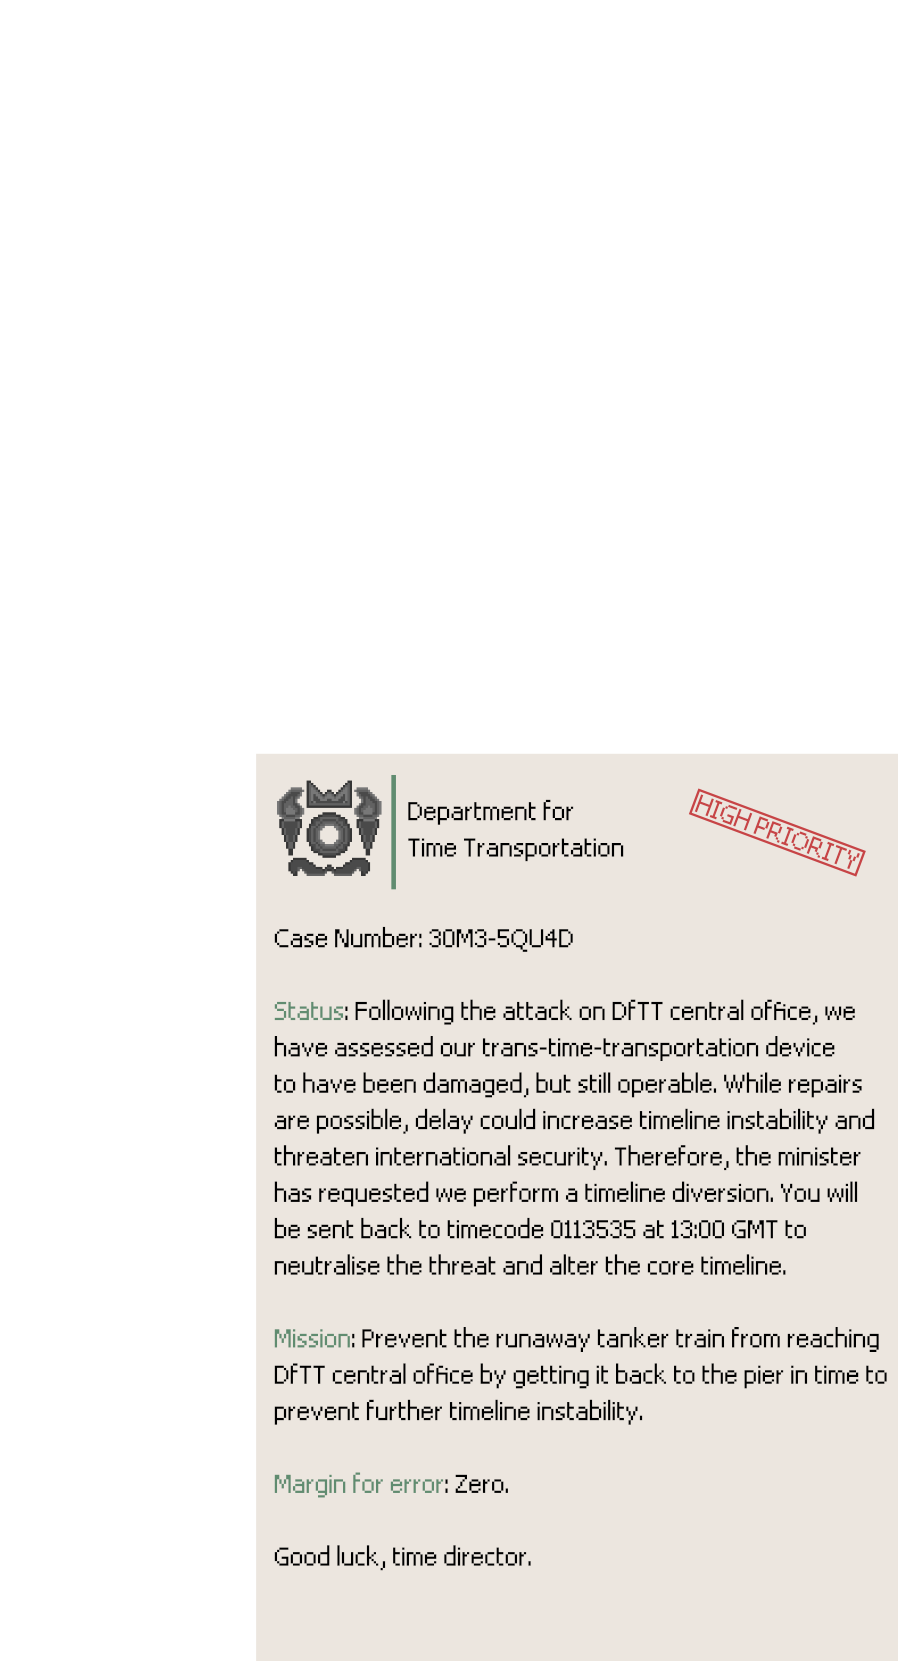 Department for
Time Transportation
HIGH PRIORITY
Case Number: 30M3-5QU4D
Status: Following the attack on DfTT central office, we
have assessed our trans-time-transportation device
to have been damaged, but still operable. While repairs
are possible, delay could increase timeline instability and
threaten international security. Therefore, the minister
has requested we perform a timeline diversion. You will
be sent back to timecode 0113535 at 13:00 GMT to
neutralise the threat and alter the core timeline.
Mission: Prevent the runaway tanker train from reaching
DfTT central office by getting it back to the pier in time to
prevent further timeline instability.
Margin for error: Zero.
Good luck, time director.